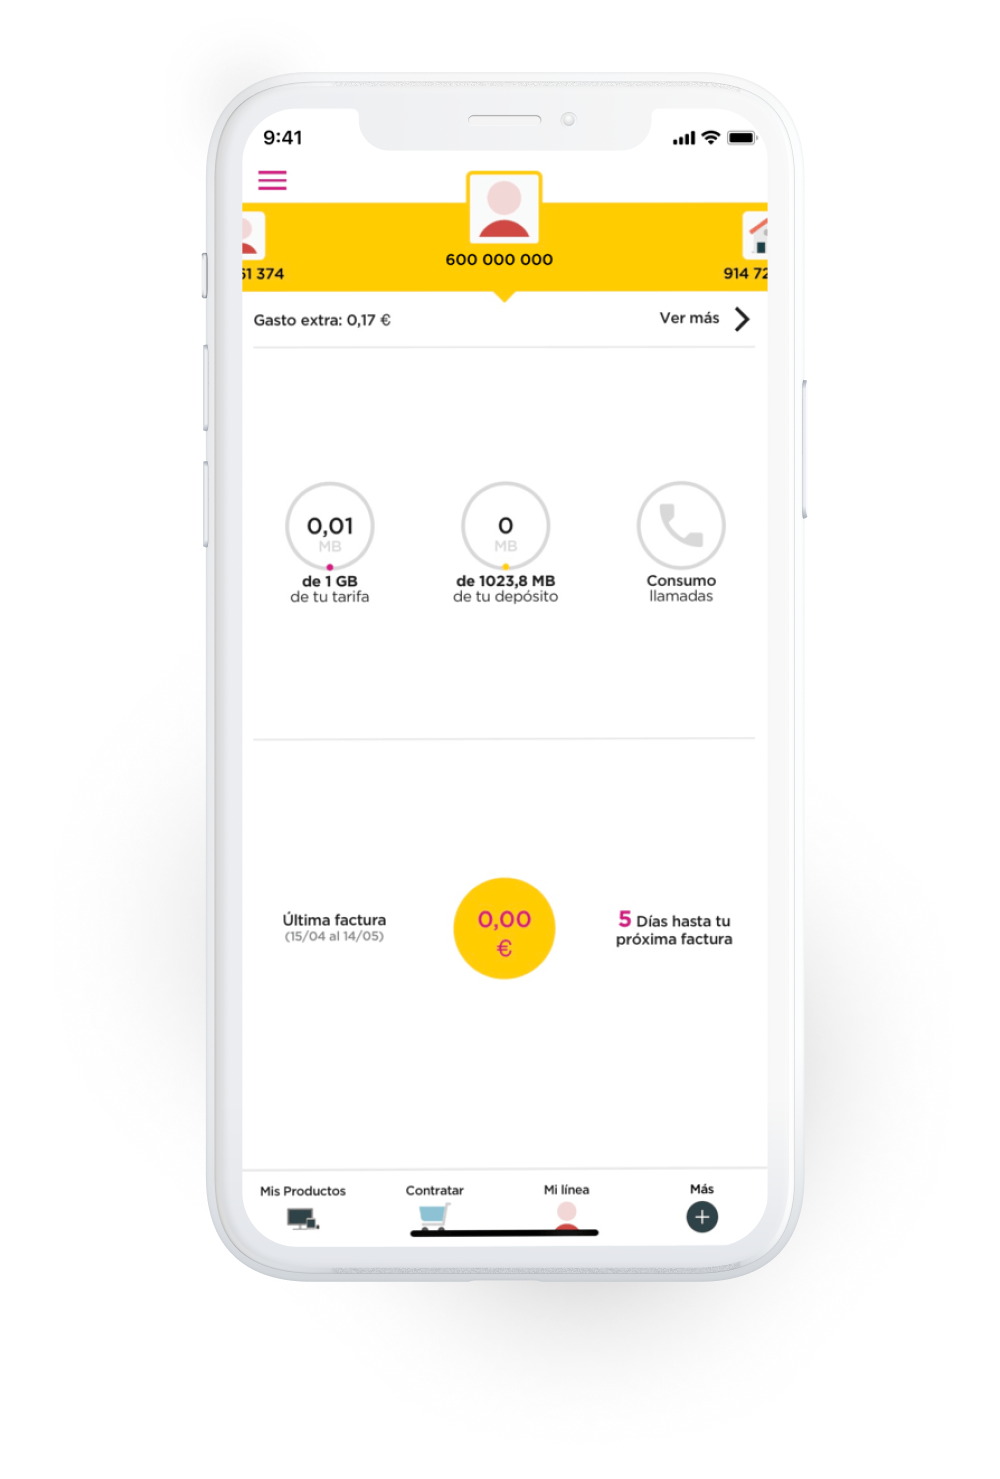 9:41
600 000 000
51 374
914 72
Gasto extra: 0,17 €
Ver más
0,01
MB
de 1 GB
de tu tarifa
0
MB
de 1023,8 MB
de tu depósito
Consumo
llamadas
Última factura
(15/04 al 14/05)
0,00
€
5 Días hasta tu
próxima factura
Mis Productos
Contratar
Mi línea
Más